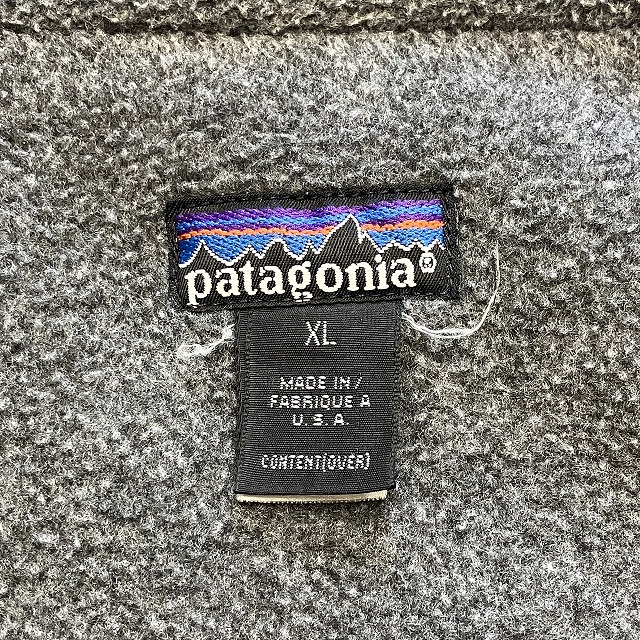 patagonia®
XL
MADE IN/
FABRIQUE A
U.S.A.
CONTENT(OVER)